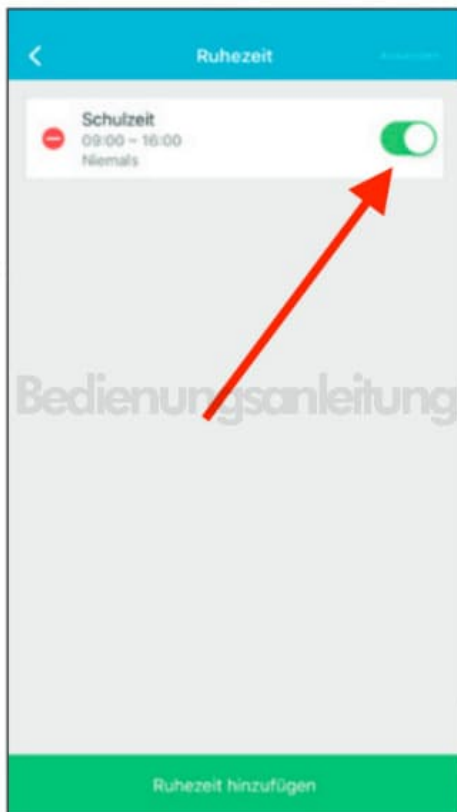 Ruhezeit
Schulzeit
09:00 – 16:00
Niemals
Bedienungsanleitung
Ruhezeit hinzufügen